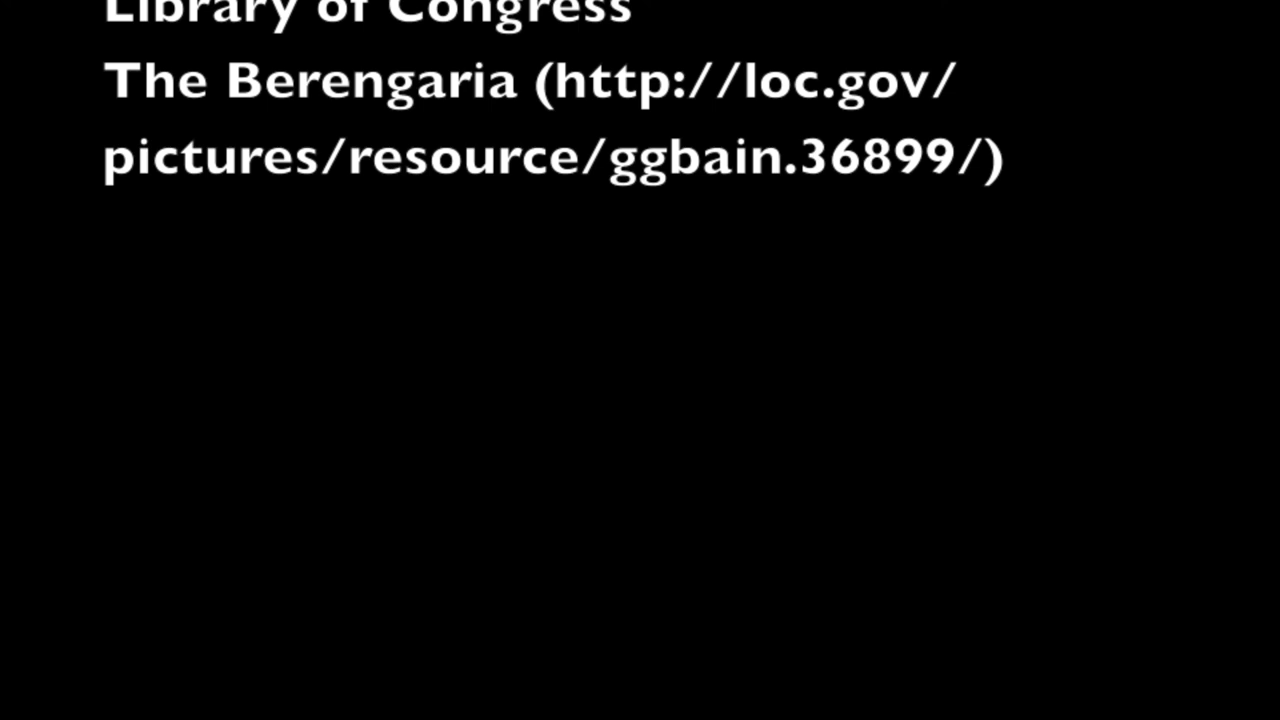 Library of Congress
The Berengaria (http://loc.gov/
pictures/resource/ggbain.36899/)